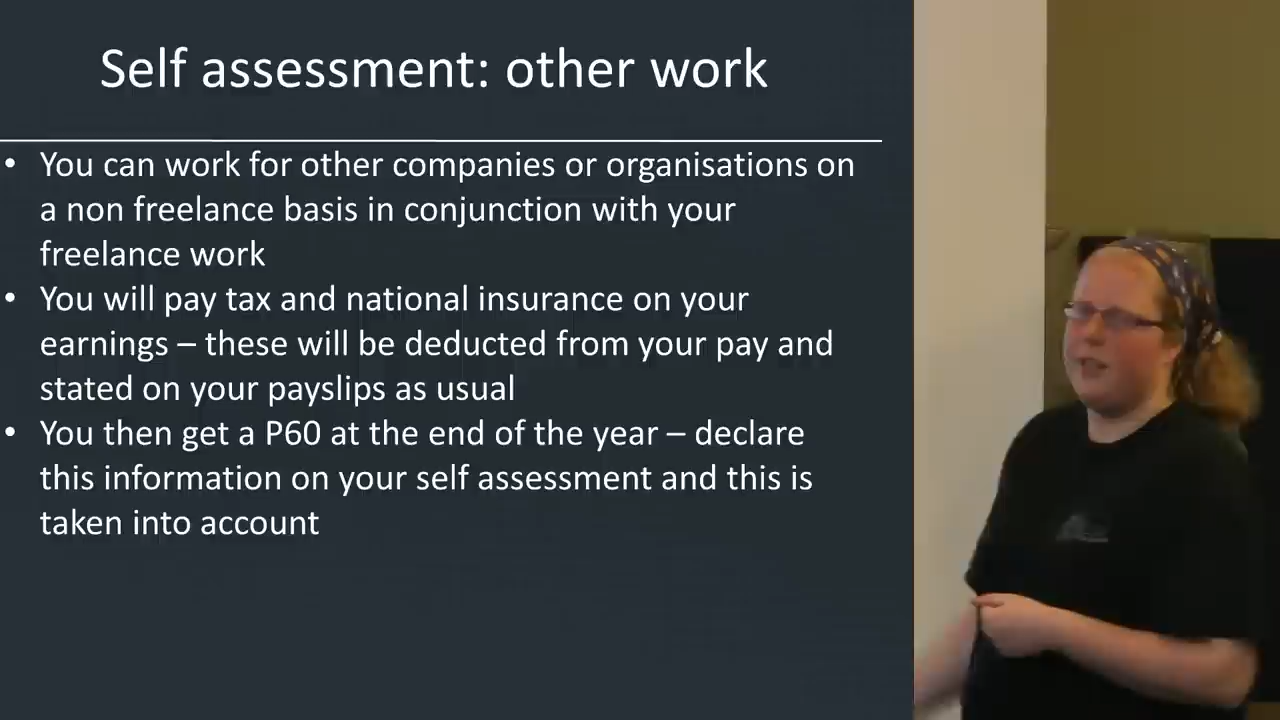 Self assessment: other work
• You can work for other companies or organisations on
a non freelance basis in conjunction with your
freelance work
• You will pay tax and national insurance on your
earnings – these will be deducted from your pay and
stated on your payslips as usual
• You then get a P60 at the end of the year – declare
this information on your self assessment and this is
taken into account